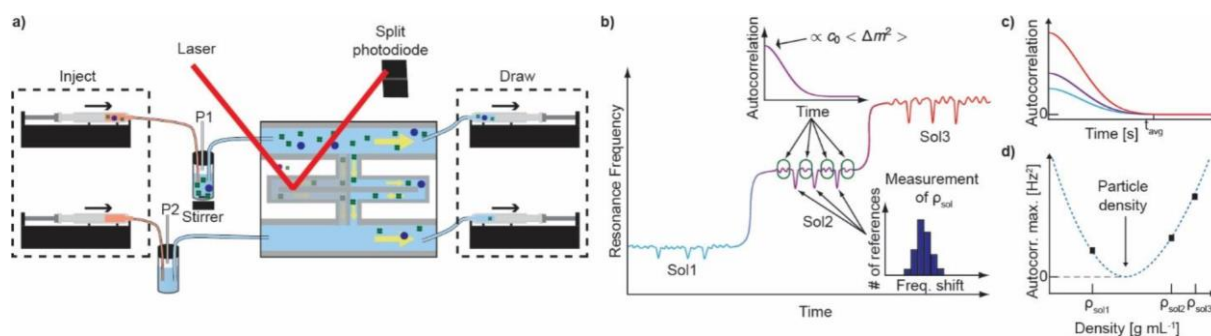 a)
Laser
Split
photodiode
Inject
Draw
P1
Stirrer
P2
b)
Resonance Frequency
Autocorrelation
∝ c₀ < Δm² >
Time
Sol1
Sol2
Sol3
Measurement
of ρsol
# of references
Freq. shift
Time
c)
Autocorrelation
0
Time [s]
tavg
d)
Autocorr. max. [Hz²]
Particle
density
0
ρsol1
ρsol2
ρsol3
Density [g mL⁻¹]